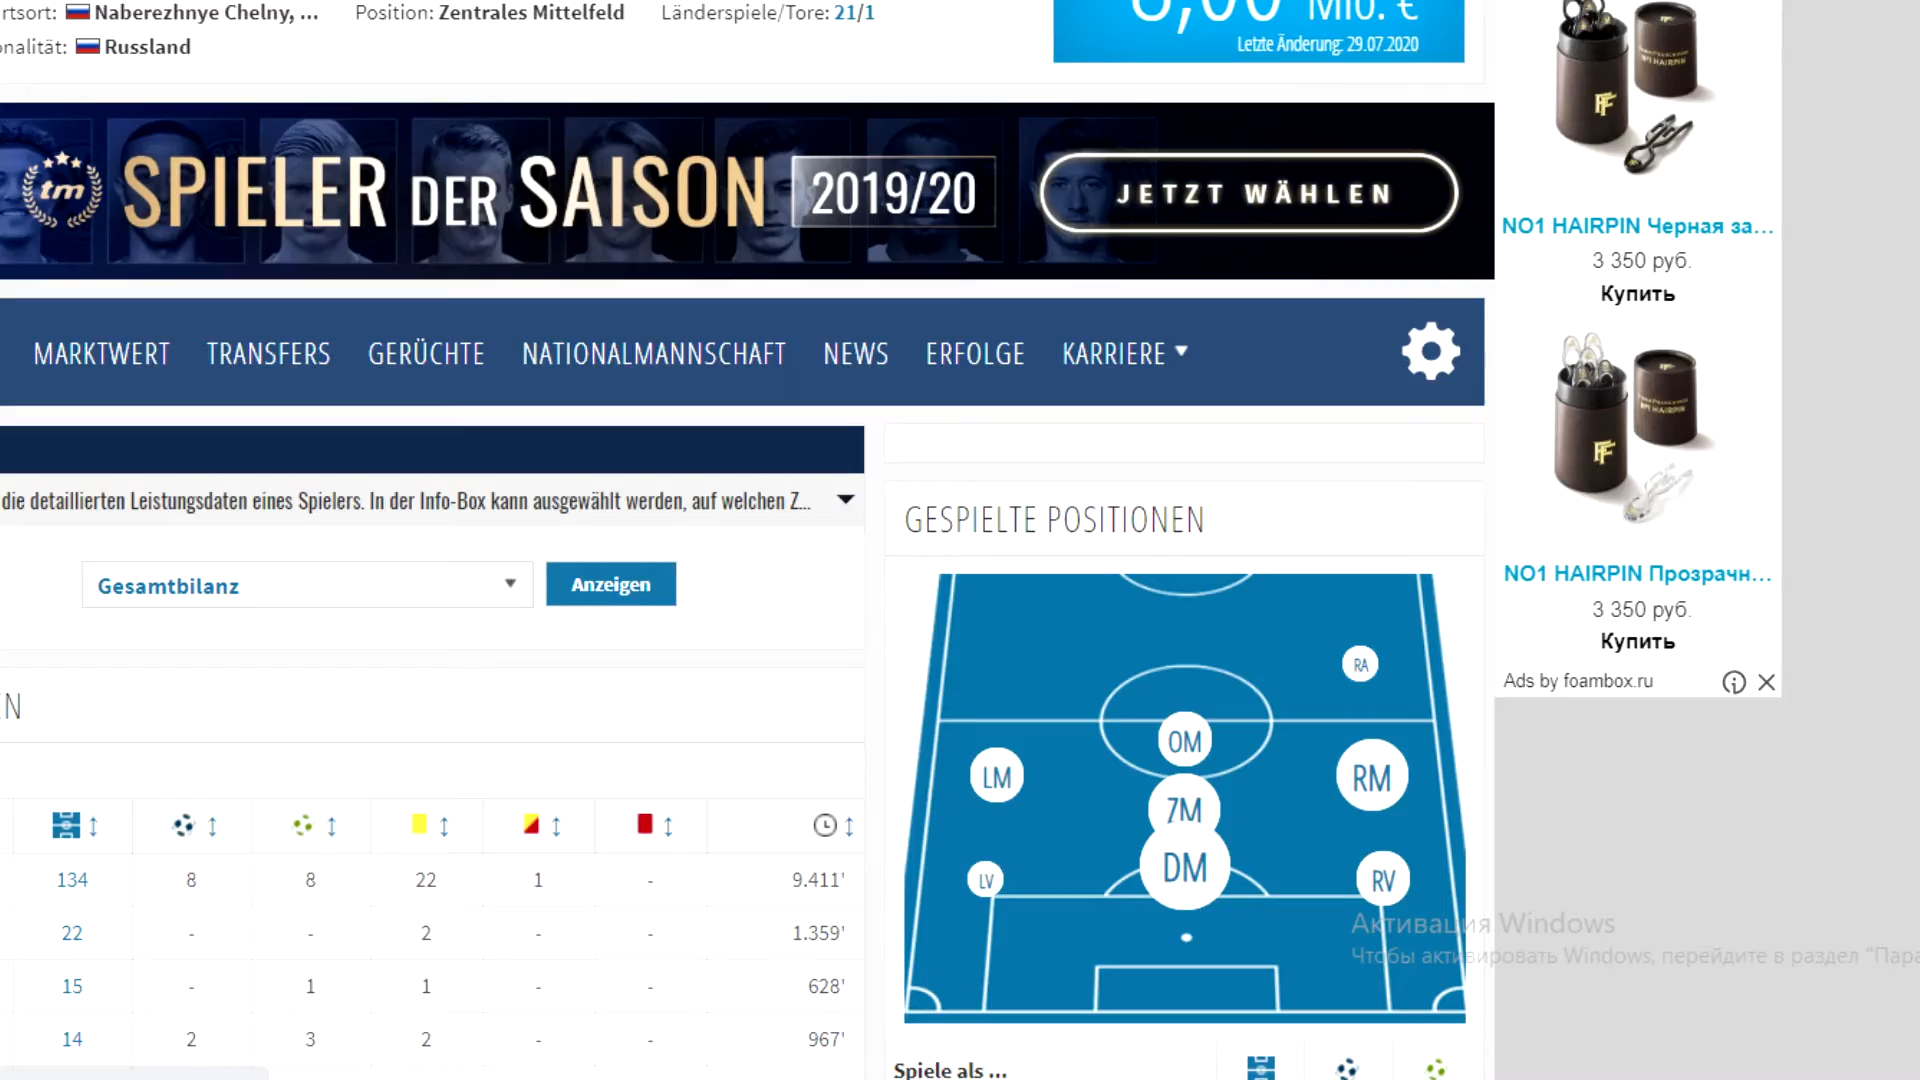 rtsort: Naberezhnye Chelny, ...
Position: Zentrales Mittelfeld
Länderspiele/Tore: 21/1
onalität: Russland
Mio. €
Letzte Änderung: 29.07.2020
tm SPIELER DER SAISON 2019/20 JETZT WÄHLEN
MARKTWERT TRANSFERS GERÜCHTE NATIONALMANNSCHAFT NEWS ERFOLGE KARRIERE
die detaillierten Leistungsdaten eines Spielers. In der Info-Box kann ausgewählt werden, auf welchen Z...
Gesamtbilanz Anzeigen
EN
134 8 8 22 1 - 9.411'
22 - - 2 - - 1.359'
15 - 1 1 - - 628'
14 2 3 2 - - 967'
GESPIELTE POSITIONEN
RA
OM
LM
RM
ZM
DM
LV
RV
Spiele als ...
NO1 HAIRPIN Черная за...
3 350 руб.
Купить
NO1 HAIRPIN Прозрачн...
3 350 руб.
Купить
Ads by foambox.ru
Активация Windows
Чтобы активировать Windows, перейдите в раздел "Пара